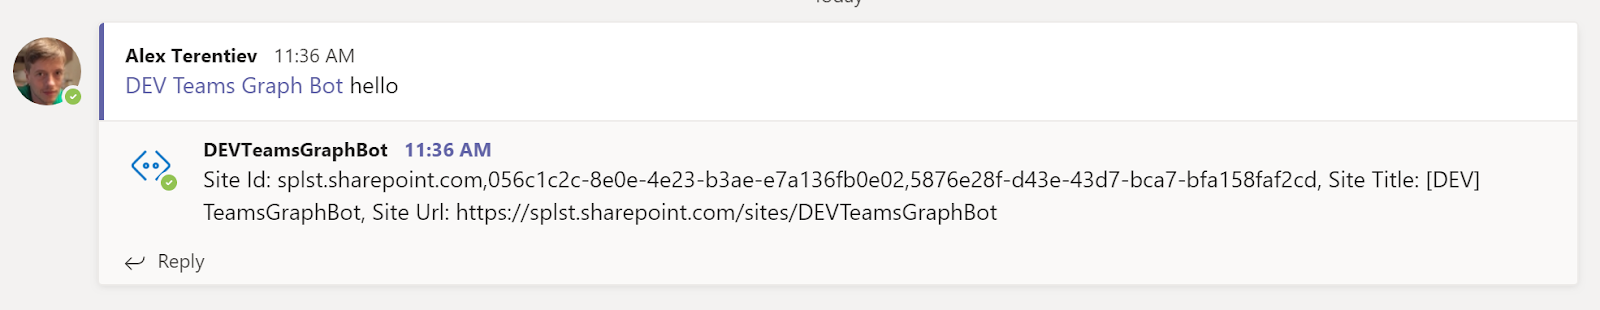 Today
Alex Terentiev 11:36 AM
DEV Teams Graph Bot hello
DEVTeamsGraphBot 11:36 AM
Site Id: splst.sharepoint.com,056c1c2c-8e0e-4e23-b3ae-e7a136fb0e02,5876e28f-d43e-43d7-bca7-bfa158faf2cd, Site Title: [DEV]
TeamsGraphBot, Site Url: https://splst.sharepoint.com/sites/DEVTeamsGraphBot
Reply